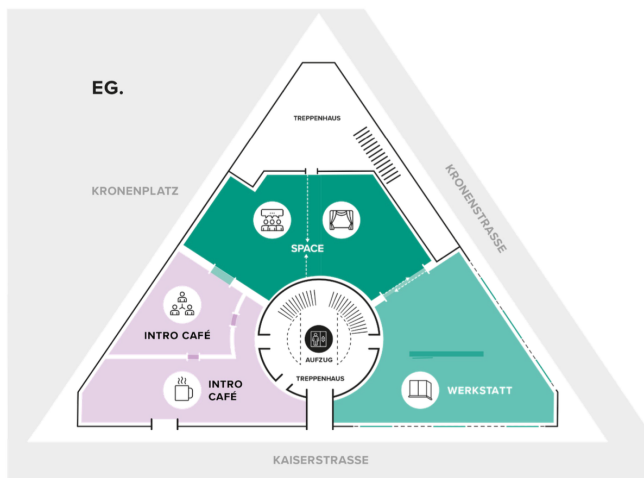 EG.
TREPPENHAUS
KRONENPLATZ
KRONENSTRASSE
SPACE
INTRO CAFÉ
AUFZUG
TREPPENHAUS
INTRO
CAFÉ
WERKSTATT
KAISERSTRASSE